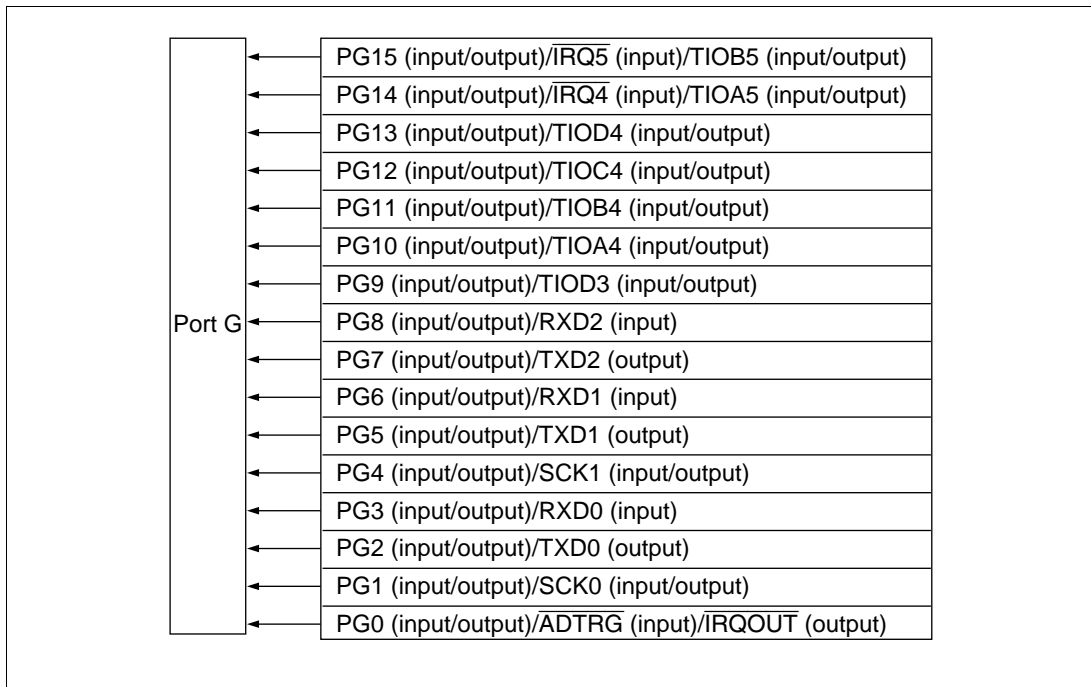 PG15 (input/output)/IRQ5 (input)/TIOB5 (input/output)
PG14 (input/output)/IRQ4 (input)/TIOA5 (input/output)
PG13 (input/output)/TIOD4 (input/output)
PG12 (input/output)/TIOC4 (input/output)
PG11 (input/output)/TIOB4 (input/output)
PG10 (input/output)/TIOA4 (input/output)
PG9 (input/output)/TIOD3 (input/output)
Port G
PG8 (input/output)/RXD2 (input)
PG7 (input/output)/TXD2 (output)
PG6 (input/output)/RXD1 (input)
PG5 (input/output)/TXD1 (output)
PG4 (input/output)/SCK1 (input/output)
PG3 (input/output)/RXD0 (input)
PG2 (input/output)/TXD0 (output)
PG1 (input/output)/SCK0 (input/output)
PG0 (input/output)/ADTRG (input)/IRQOUT (output)